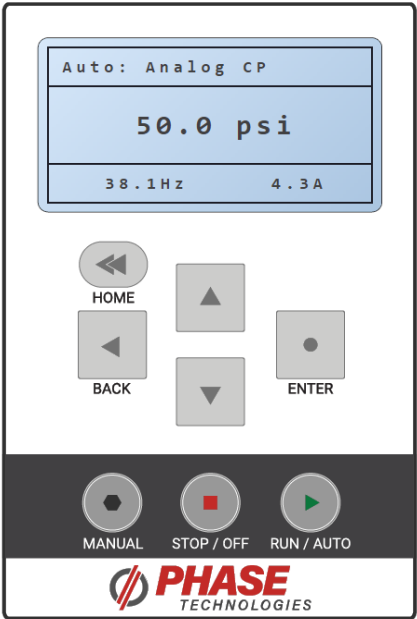 Auto: Analog CP
50.0 psi
38.1Hz 4.3A
HOME
BACK
ENTER
MANUAL STOP / OFF RUN / AUTO
PHASE
TECHNOLOGIES